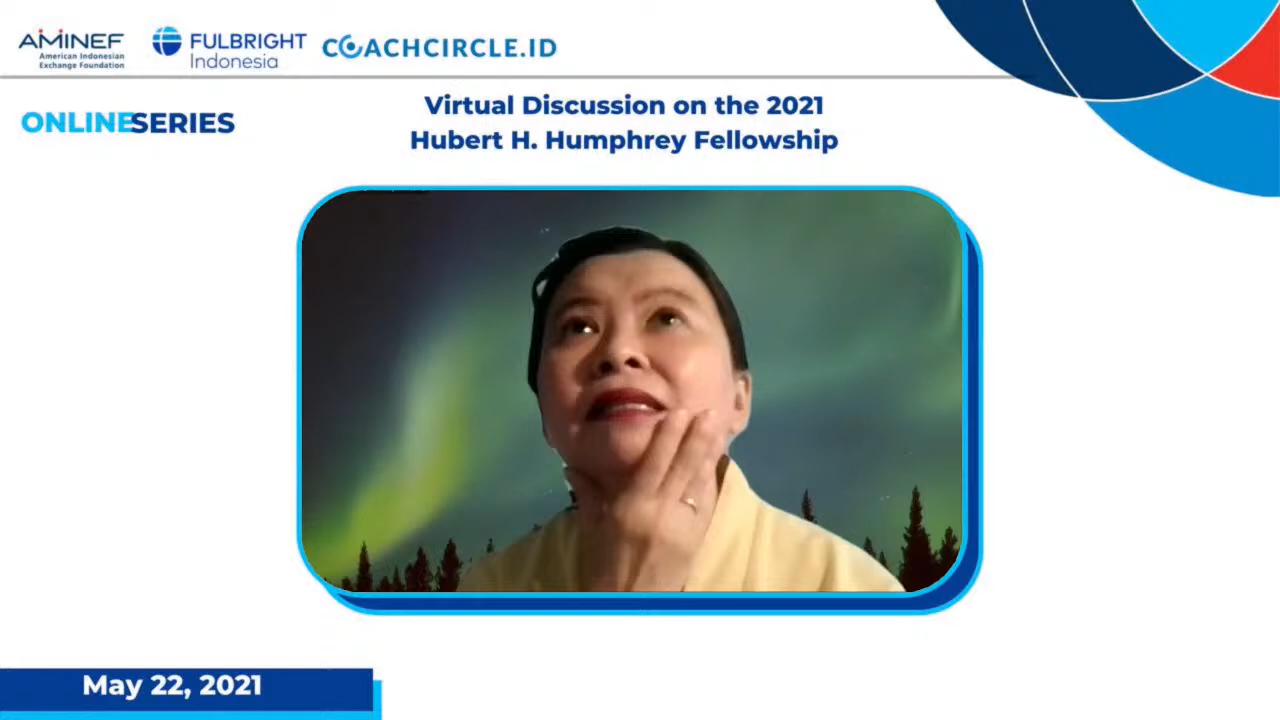 AMINEF
American Indonesian
Exchange Foundation
FULBRIGHT
Indonesia
COACHCIRCLE.ID
ONLINESERIES
Virtual Discussion on the 2021
Hubert H. Humphrey Fellowship
May 22, 2021